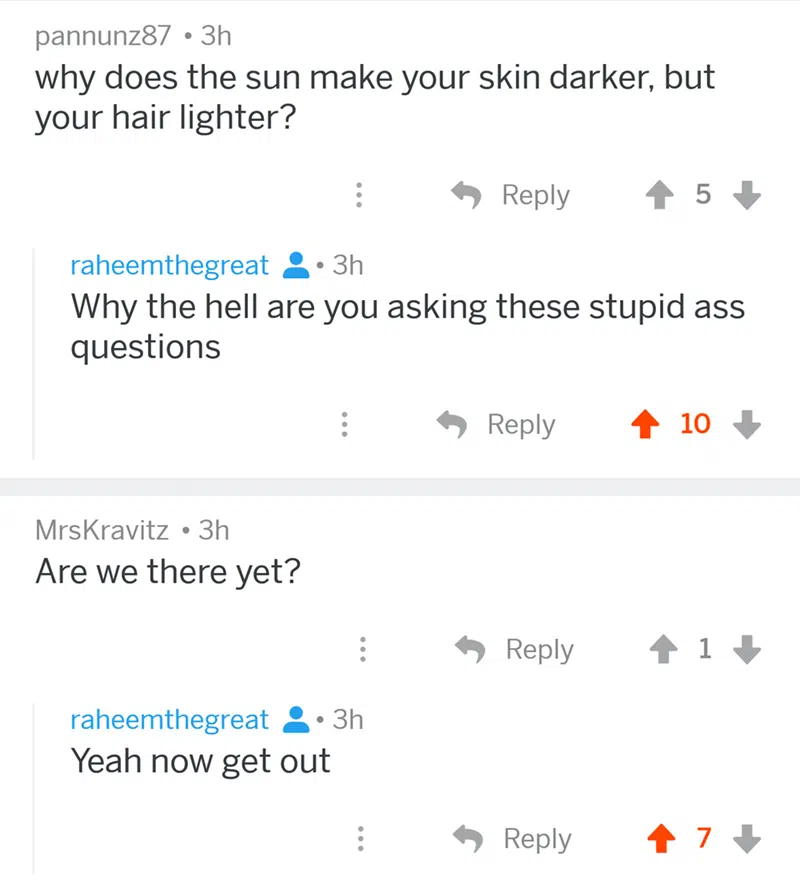 pannunz87 • 3h
why does the sun make your skin darker, but
your hair lighter?
Reply 5
raheemthegreat • 3h
Why the hell are you asking these stupid ass
questions
Reply 10
MrsKravitz • 3h
Are we there yet?
Reply 1
raheemthegreat • 3h
Yeah now get out
Reply 7